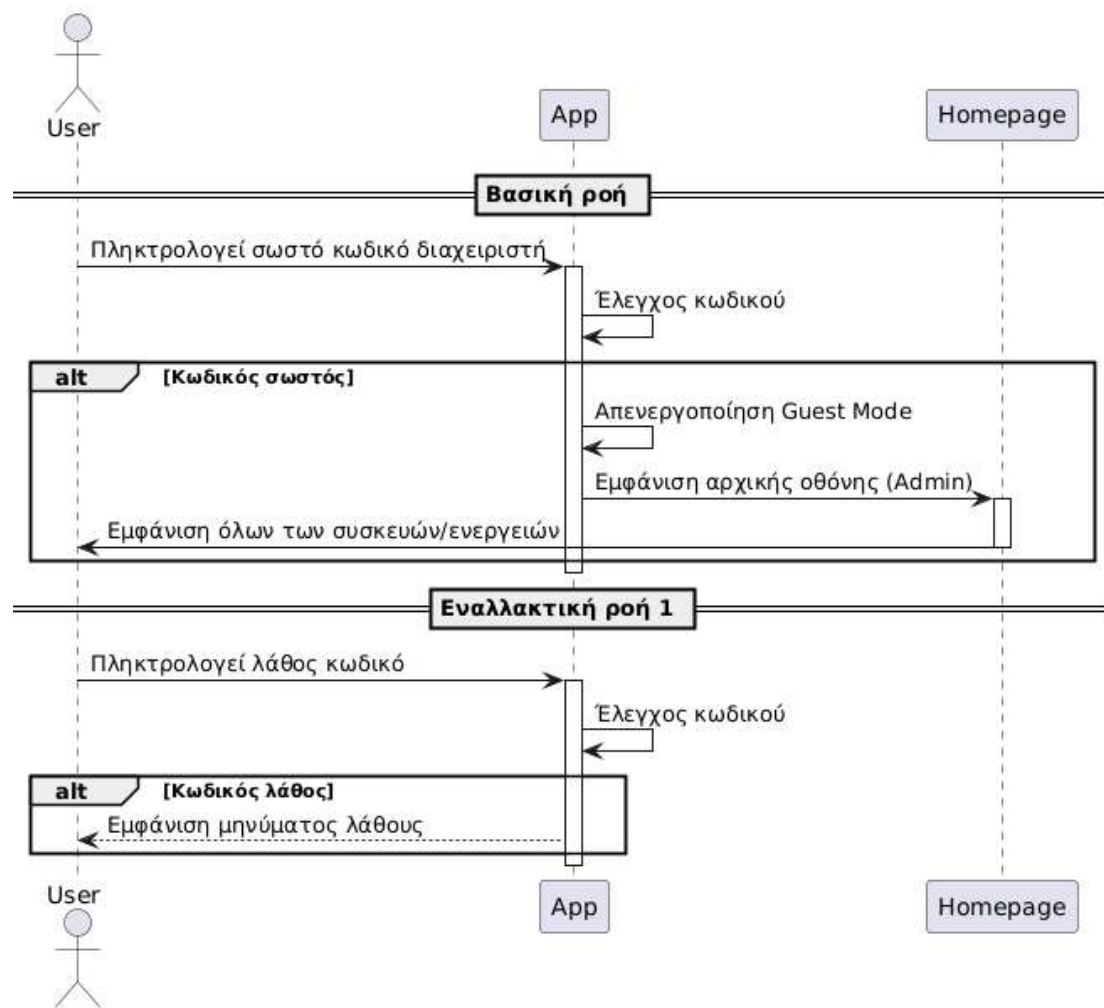 User
App
Homepage
Βασική ροή
Πληκτρολογεί σωστό κωδικό διαχειριστή
Έλεγχος κωδικού
alt [Κωδικός σωστός]
Απενεργοποίηση Guest Mode
Εμφάνιση αρχικής οθόνης (Admin)
Εμφάνιση όλων των συσκευών/ενεργειών
Εναλλακτική ροή 1
Πληκτρολογεί λάθος κωδικό
Έλεγχος κωδικού
alt [Κωδικός λάθος]
Εμφάνιση μηνύματος λάθους
User
App
Homepage